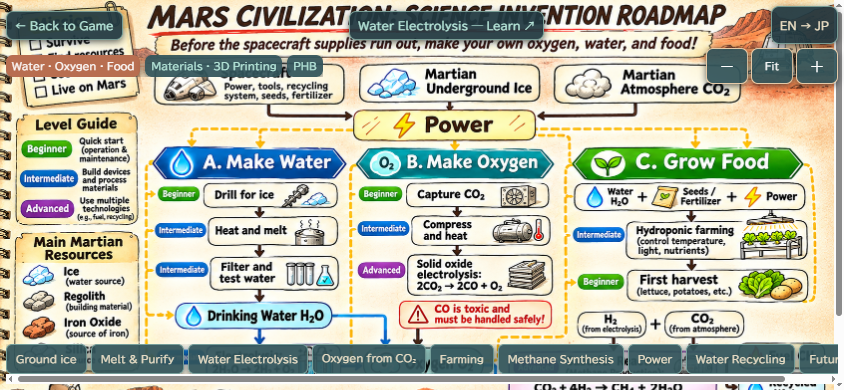 MARS CIVILIZATION: SCIENCE INVENTION ROADMAP
← Back to Game
Water Electrolysis — Learn ↗
EN → JP
Before the spacecraft supplies run out, make your own oxygen, water, and food!
Survive
Live on Mars
Water · Oxygen · Food
Materials · 3D Printing
PHB
−
Fit
+
Power, tools, recycling
system, seeds, fertilizer
Martian
Underground Ice
Martian
Atmosphere CO₂
Power
Level Guide
Beginner
Quick start
(operation &
maintenance)
Intermediate
Build devices
and process
materials
Advanced
Use multiple
technologies
(e.g., fuel, recycling)
Main Martian
Resources
Ice
(water source)
Regolith
(building material)
Iron Oxide
(source of iron)
A. Make Water
Beginner
Drill for ice
Intermediate
Heat and melt
Intermediate
Filter and
test water
Drinking Water H₂O
O₂
B. Make Oxygen
Beginner
Capture CO₂
Intermediate
Compress
and heat
Advanced
Solid oxide
electrolysis:
2CO₂ → 2CO + O₂
CO is toxic and
must be handled safely!
C. Grow Food
Water
H₂O
+
Seeds /
Fertilizer
+
Power
Intermediate
Hydroponic farming
(control temperature,
light, nutrients)
Beginner
First harvest
(lettuce, potatoes, etc.)
H₂
(from electrolysis)
+
CO₂
(from atmosphere)
Ground ice
Melt & Purify
Water Electrolysis
Oxygen from CO₂
Farming
Methane Synthesis
Power
Water Recycling
CO₂ + 4H₂ → CH₄ + 2H₂O